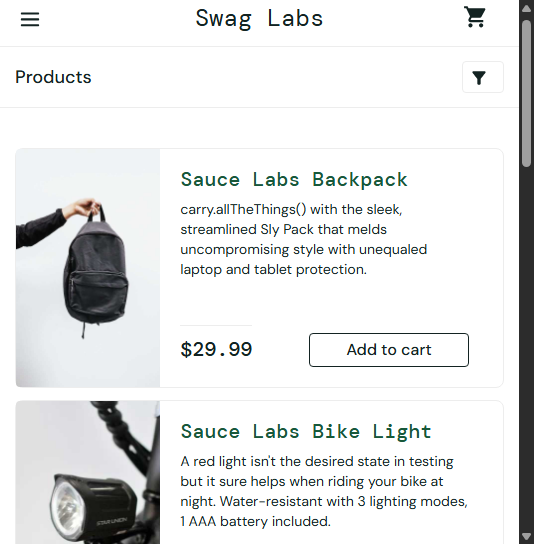 Swag Labs
Products
Sauce Labs Backpack
carry.allTheThings() with the sleek,
streamlined Sly Pack that melds
uncompromising style with unequaled
laptop and tablet protection.
$29.99
Add to cart
Sauce Labs Bike Light
A red light isn't the desired state in testing
but it sure helps when riding your bike at
night. Water-resistant with 3 lighting modes,
1 AAA battery included.